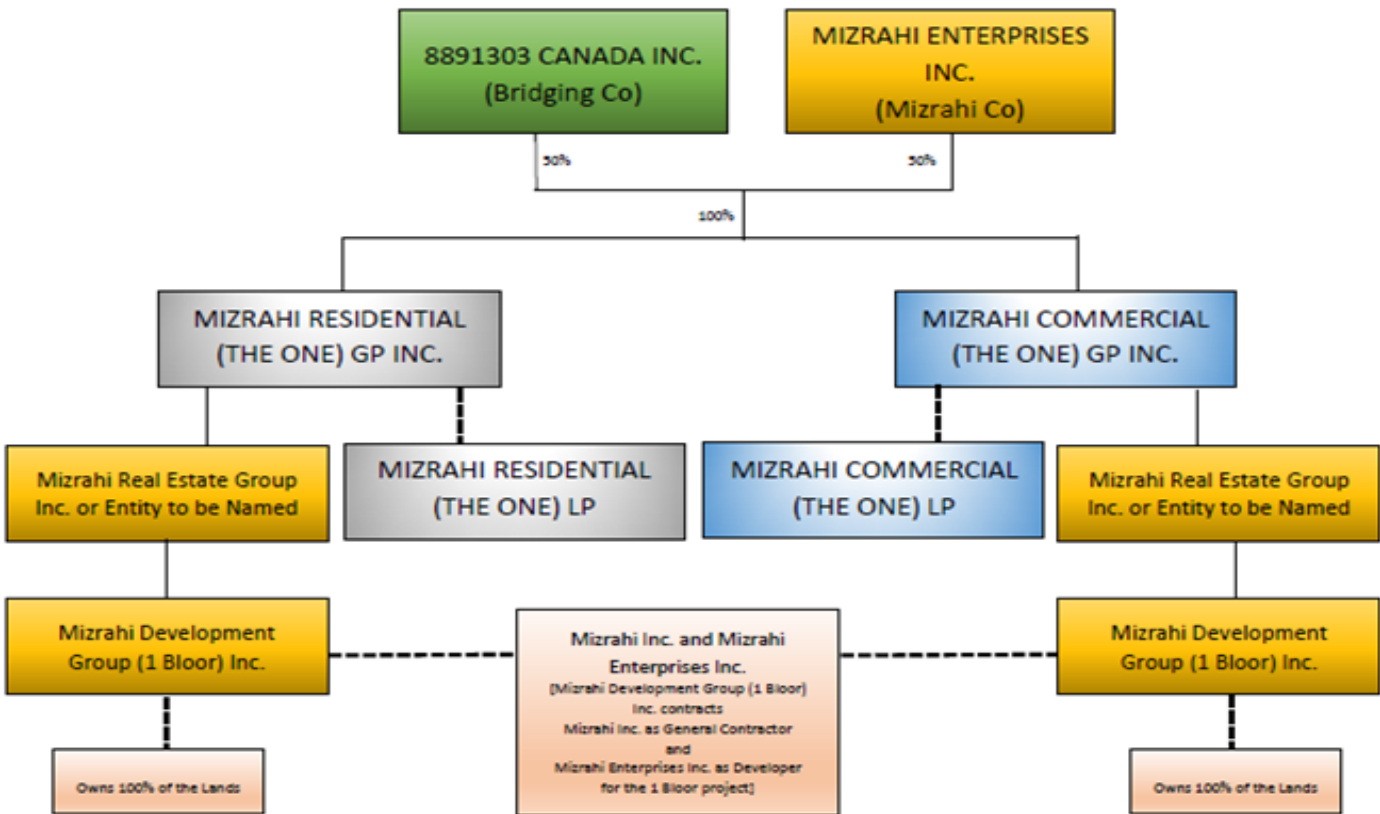 8891303 CANADA INC.
(Bridging Co)
MIZRAHI ENTERPRISES
INC.
(Mizrahi Co)
50%
50%
100%
MIZRAHI RESIDENTIAL
(THE ONE) GP INC.
MIZRAHI COMMERCIAL
(THE ONE) GP INC.
Mizrahi Real Estate Group
Inc. or Entity to be Named
MIZRAHI RESIDENTIAL
(THE ONE) LP
MIZRAHI COMMERCIAL
(THE ONE) LP
Mizrahi Real Estate Group
Inc. or Entity to be Named
Mizrahi Development
Group (1 Bloor) Inc.
Mizrahi Inc. and Mizrahi
Enterprises Inc.
[Mizrahi Development Group (1 Bloor)
Inc. contracts
Mizrahi Inc. as General Contractor
and
Mizrahi Enterprises Inc. as Developer
for the 1 Bloor project]
Mizrahi Development
Group (1 Bloor) Inc.
Owns 100% of the Lands
Owns 100% of the Lands